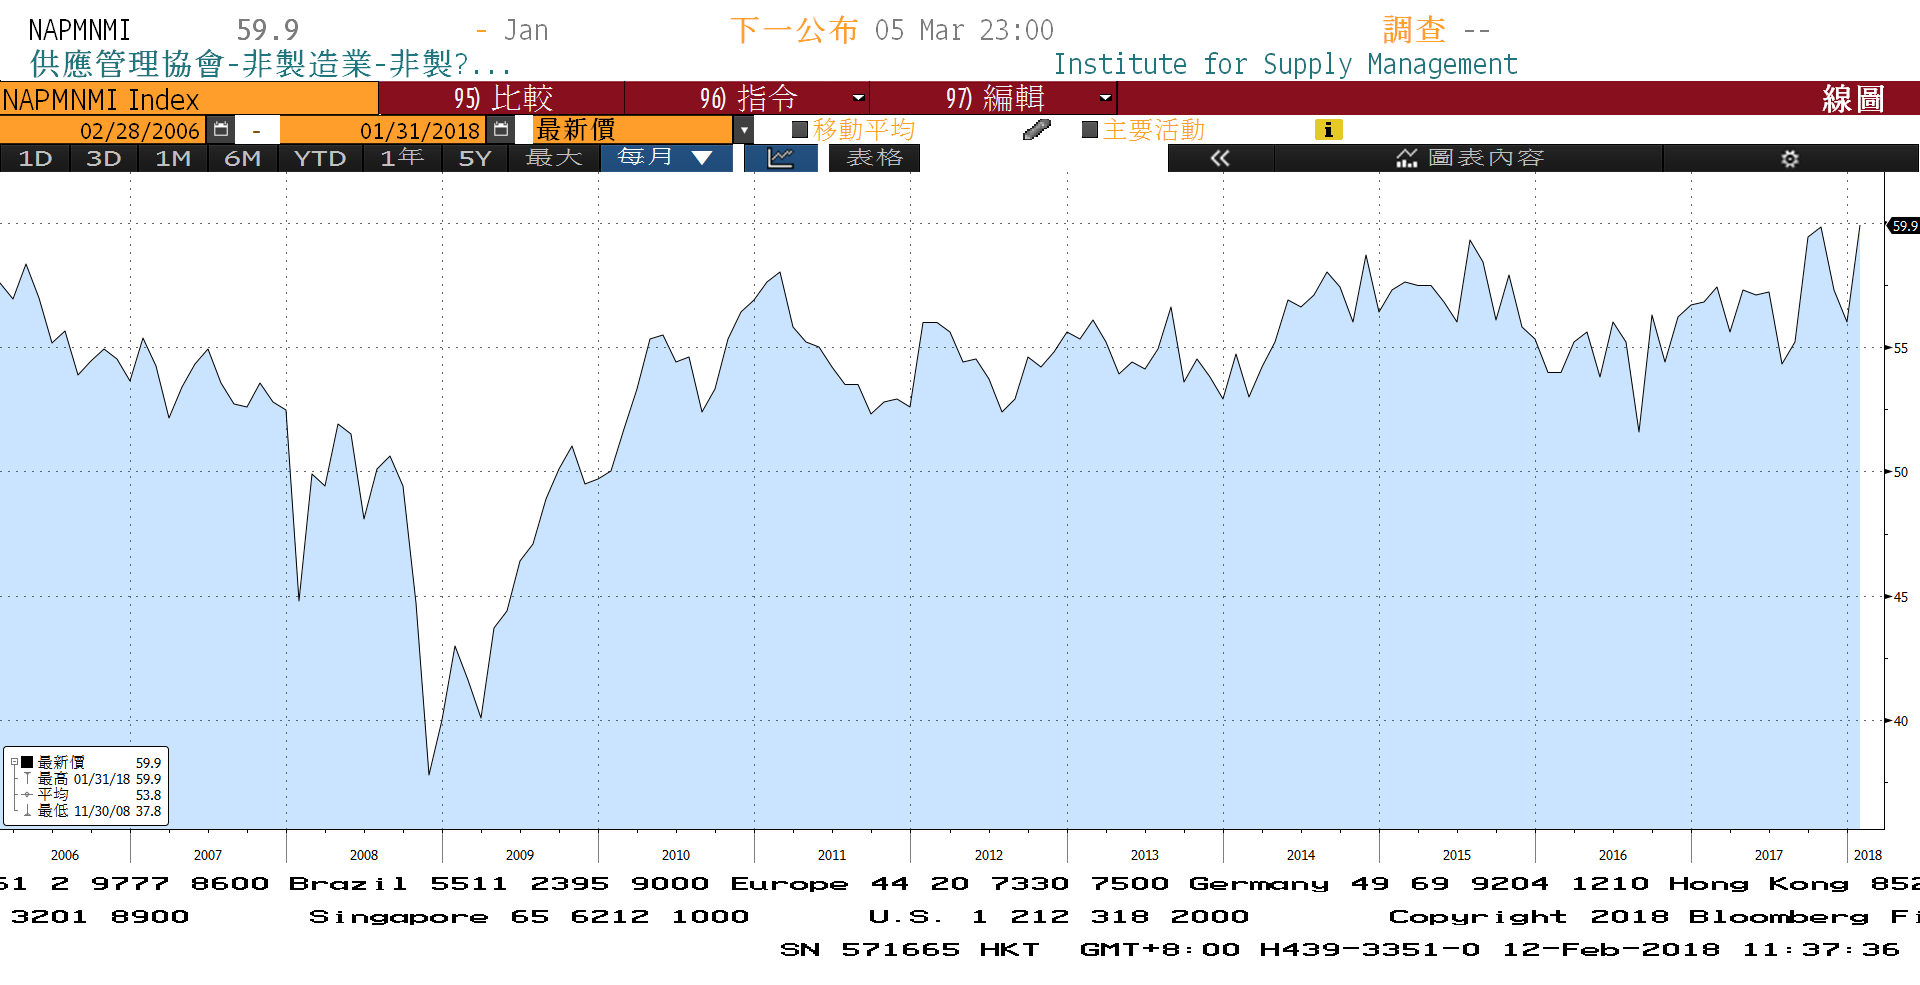 NAPMNMI 59.9 - Jan 下一公布 05 Mar 23:00 調查 --
供應管理協會-非製造業-非製?... Institute for Supply Management
NAPMNMI Index 95) 比較 96) 指令 97) 編輯 線圖
02/28/2006 - 01/31/2018 最新價 移動平均 主要活動 i
1D 3D 1M 6M YTD 1年 5Y 最大 每月 ▼ 表格 « 圖表內容
59.9
55
50
45
40
最新價 59.9
最高 01/31/18 59.9
平均 53.8
最低 11/30/08 37.8
2006 2007 2008 2009 2010 2011 2012 2013 2014 2015 2016 2017 2018
61 2 9777 8600 Brazil 5511 2395 9000 Europe 44 20 7330 7500 Germany 49 69 9204 1210 Hong Kong 852
3201 8900 Singapore 65 6212 1000 U.S. 1 212 318 2000 Copyright 2018 Bloomberg Fi
SN 571665 HKT GMT+8:00 H439-3351-0 12-Feb-2018 11:37:36